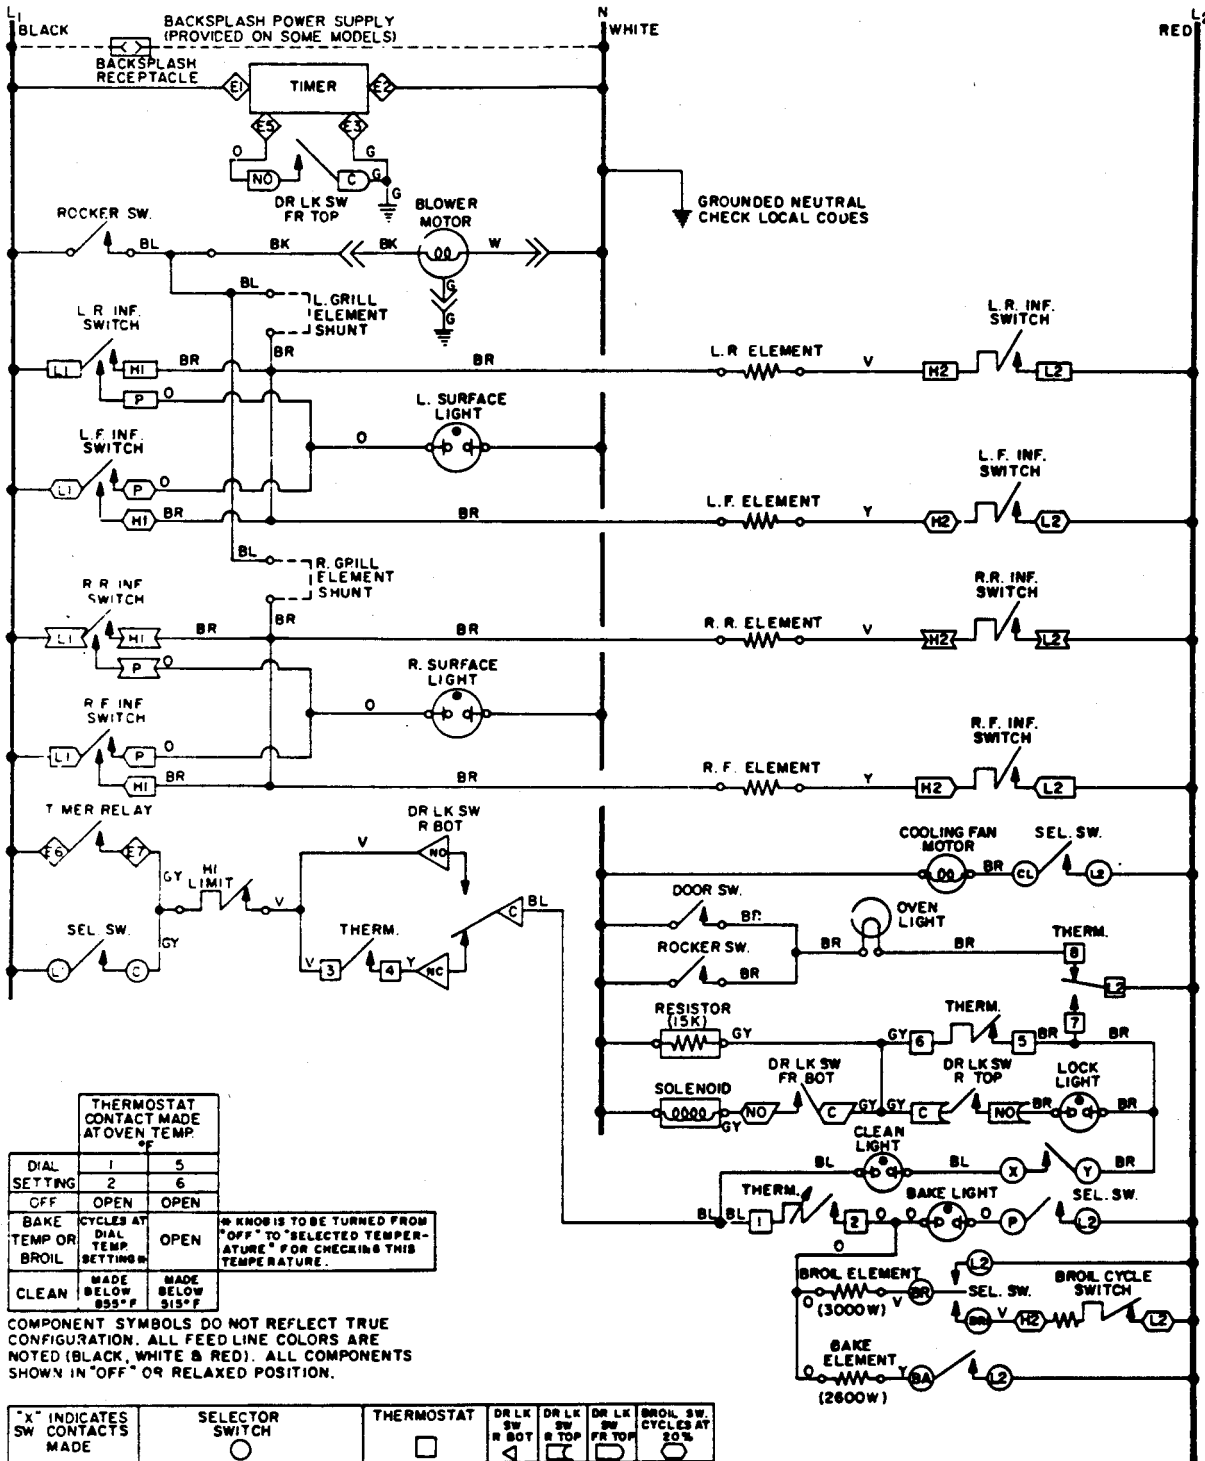 L1
BLACK
BACKSPLASH POWER SUPPLY
(PROVIDED ON SOME MODELS)
N
WHITE
L2
RED
BACKSPLASH
RECEPTACLE
E1
TIMER
E2
E5
E3
O
G
NO
C
G
G
DR LK SW
FR TOP
GROUNDED NEUTRAL
CHECK LOCAL CODES
ROCKER SW.
BLOWER
MOTOR
BL
BK
BK
W
G
G
BL
L. GRILL
ELEMENT
SHUNT
BR
L R INF.
SWITCH
L1
HI
BR
BR
L.R ELEMENT
V
H2
L.R. INF.
SWITCH
L2
P
O
L. SURFACE
LIGHT
O
L.F. INF.
SWITCH
L1
P
O
HI
BR
BR
L.F. ELEMENT
Y
H2
L. F. INF.
SWITCH
L2
BL
R. GRILL
ELEMENT
SHUNT
BR
R R INF
SWITCH
L1
HI
BR
BR
R. R. ELEMENT
V
H2
R.R. INF.
SWITCH
L2
P
O
R. SURFACE
LIGHT
O
R F INF
SWITCH
L1
P
O
HI
BR
BR
R. F. ELEMENT
Y
H2
R.F. INF.
SWITCH
L2
T MER RELAY
E6
E7
GY
HI
LIMIT
V
SEL. SW.
L1
C
GY
DR LK SW
R BOT
V
NO
C
BL
THERM.
V
3
4
Y
NC
COOLING FAN
MOTOR
BR
CL
SEL. SW.
L2
DOOR SW.
BR
OVEN
LIGHT
ROCKER SW.
BR
BR
BR
THERM.
8
L2
7
RESISTOR
(15K)
GY
GY
6
THERM.
5
BR
BR
SOLENOID
GY
NO
DR LK SW
FR BOT
C
GY
GY
C
DR LK SW
R TOP
NO
BR
LOCK
LIGHT
CLEAN
LIGHT
BL
BL
X
Y
BR
BL
BL
1
THERM.
2
O
O
BAKE LIGHT
O
P
SEL. SW.
L2
O
BROIL ELEMENT
O
(3000W)
V
BR
L2
SEL. SW.
BR
V
H2
BROIL CYCLE
SWITCH
L2
BAKE
ELEMENT
O
(2600W)
Y
BA
L2
THERMOSTAT
CONTACT MADE
AT OVEN TEMP.
°F
DIAL
SETTING
1
2
5
6
OFF
OPEN
OPEN
BAKE
TEMP OR
BROIL
CYCLES AT
DIAL
TEMP.
SETTING*
OPEN
* KNOB IS TO BE TURNED FROM
"OFF" TO "SELECTED TEMPER-
ATURE" FOR CHECKING THIS
TEMPERATURE.
CLEAN
MADE
BELOW
855°F
MADE
BELOW
515°F
COMPONENT SYMBOLS DO NOT REFLECT TRUE
CONFIGURATION. ALL FEED LINE COLORS ARE
NOTED (BLACK, WHITE & RED). ALL COMPONENTS
SHOWN IN "OFF" OR RELAXED POSITION.
"X" INDICATES
SW CONTACTS
MADE
SELECTOR
SWITCH
THERMOSTAT
DR LK
SW
R BOT
DR LK
SW
R TOP
DR LK
SW
FR TOP
BROIL SW.
CYCLES AT
20%